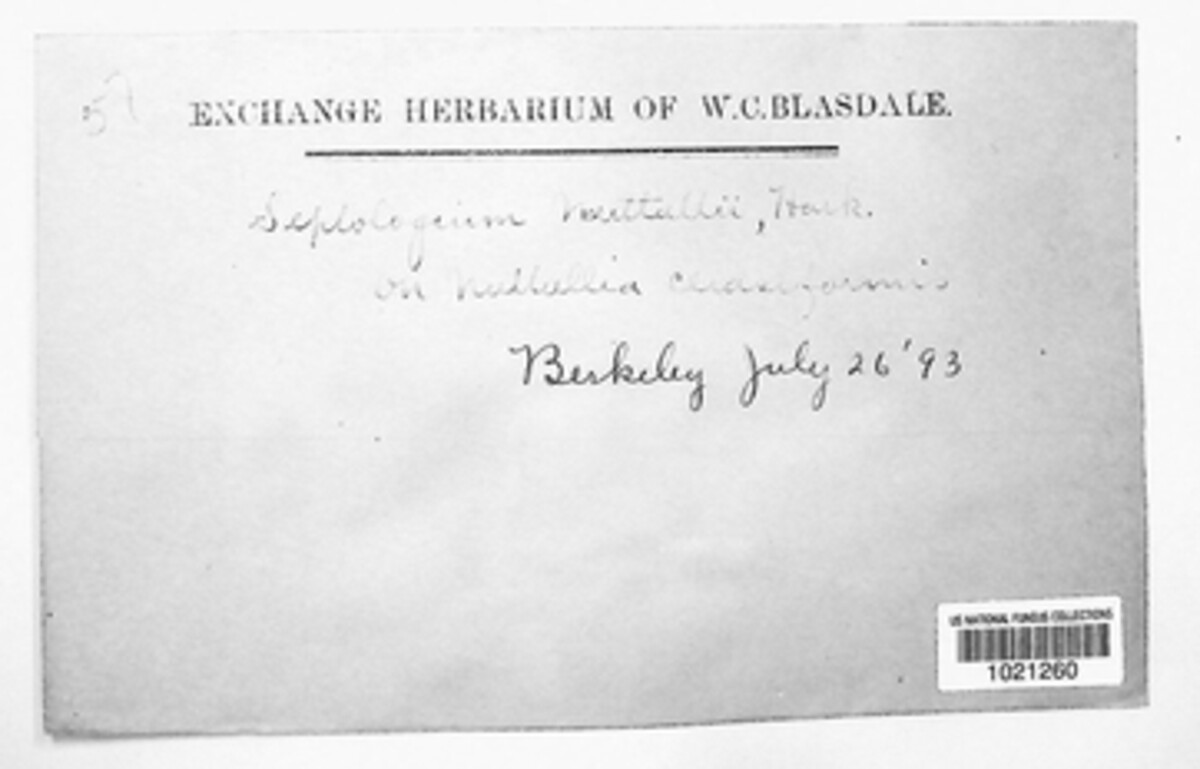 57
EXCHANGE HERBARIUM OF W.C.BLASDALE.
Septologeium Nuttallii, Hark.
on Nuttallia cerasiformis
Berkeley July 26 '93
US NATIONAL FUNGUS COLLECTIONS
1021260